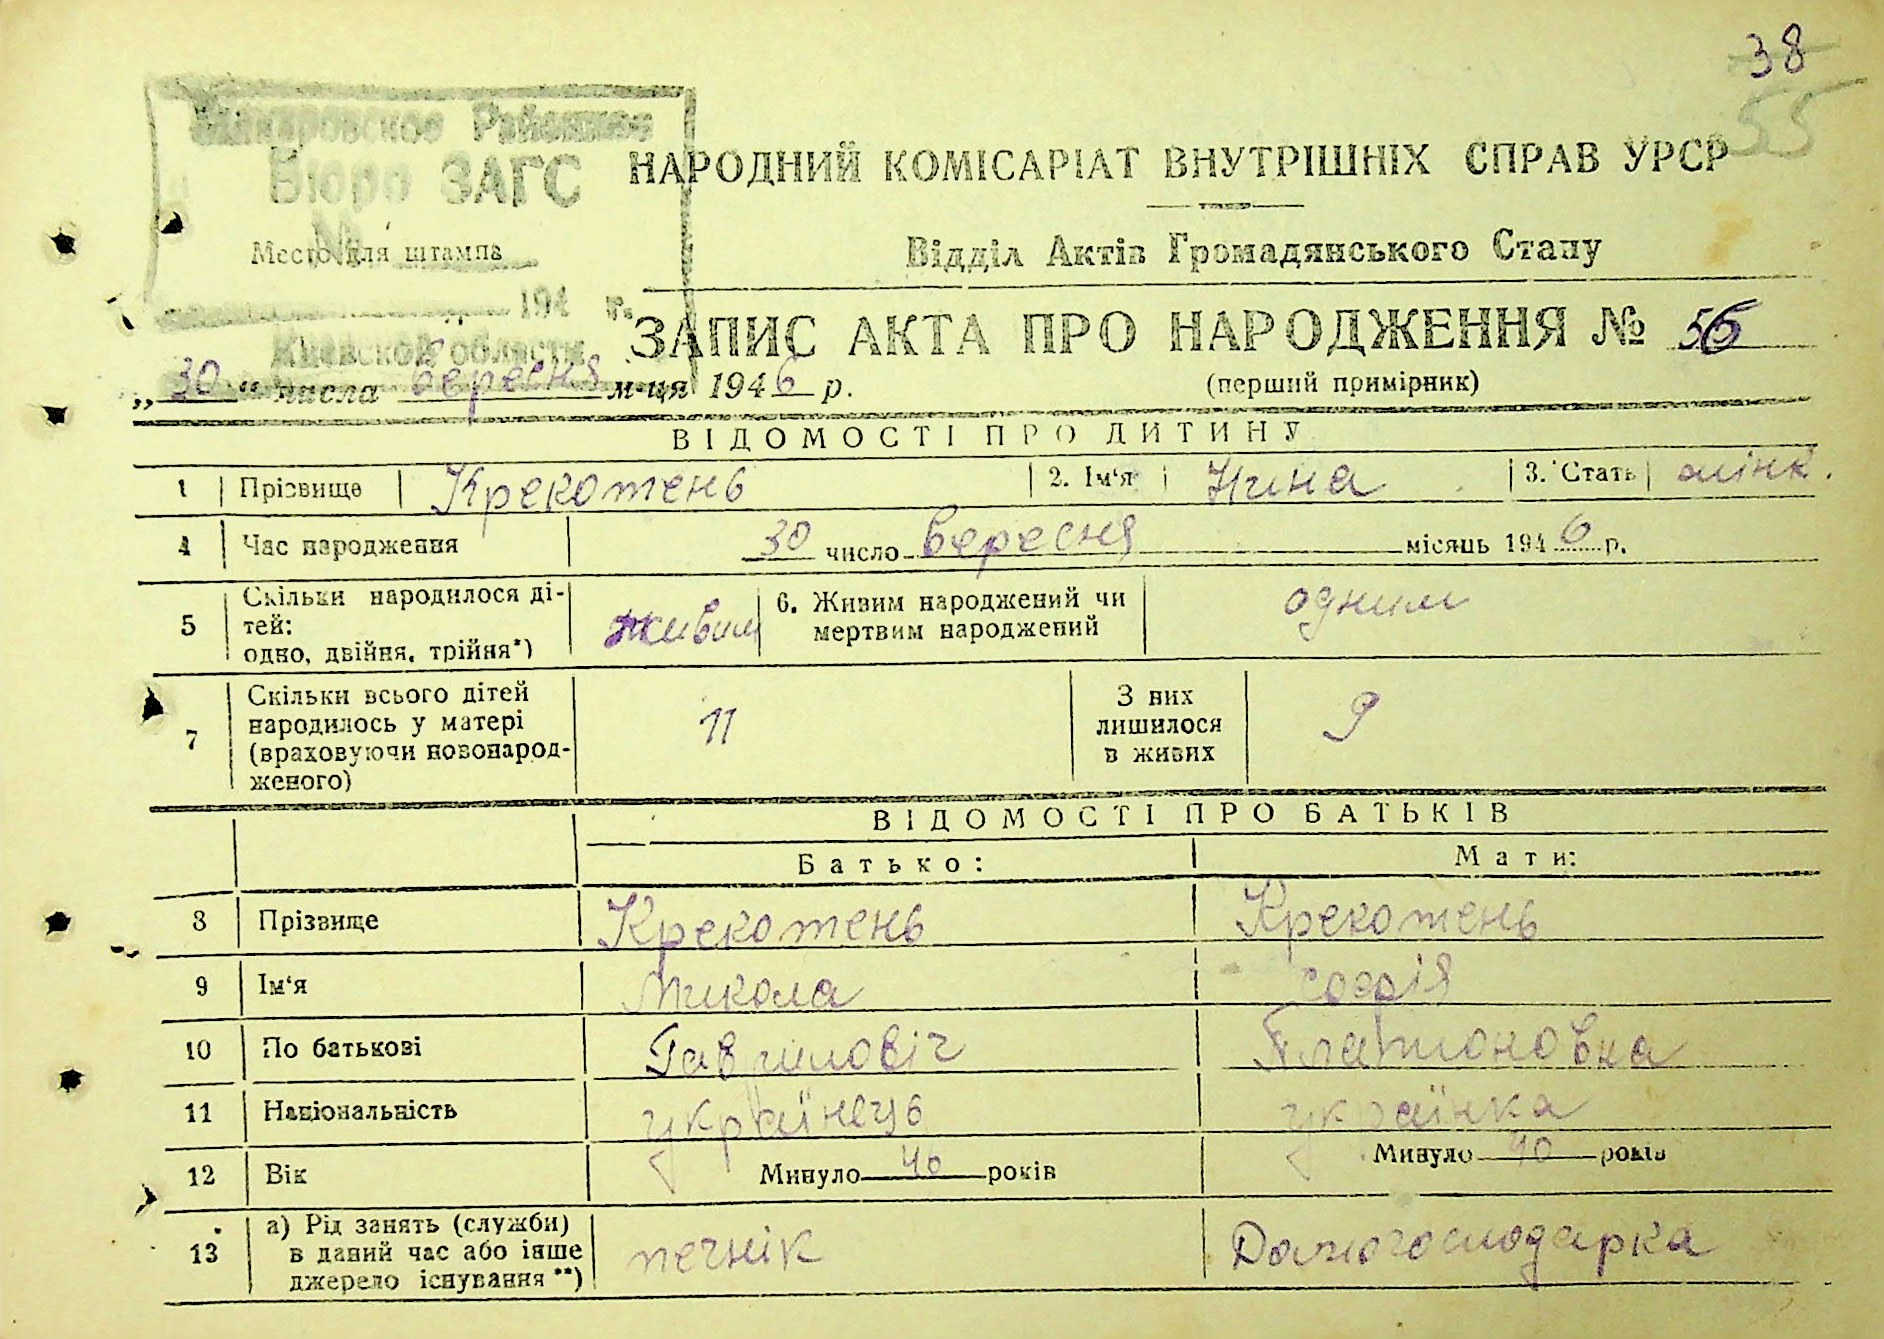 38
55
Макаровское Районное
Бюро ЗАГС
№
Место для штампа
194 г.
Киевской области
НАРОДНИЙ КОМІСАРІАТ ВНУТРІШНІХ СПРАВ УРСР
Відділ Актів Громадянського Стану
ЗАПИС АКТА ПРО НАРОДЖЕННЯ № 56
„30“ числа вересня м-ця 1946 р.
(перший примірник)
ВІДОМОСТІ ПРО ДИТИНУ
1 Прізвище Крекотень 2. Ім'я Нина 3. Стать жінк.
4 Час народження 30 число вересня місяць 1946 р.
5 Скільки народилося ді-
тей:
одно, двійня, трійня*) живим
6. Живим народжений чи
мертвим народжений одним
7 Скільки всього дітей
народилось у матері
(враховуючи новонарод-
женого) 11
З них
лишилося
в живих 9
ВІДОМОСТІ ПРО БАТЬКІВ
Батько: Мати:
8 Прізвище Крекотень Крекотень
9 Ім'я Микола Софія
10 По батькові Гаврилович Платоновна
11 Національність українець українка
12 Вік Минуло 40 років Минуло 40 років
13 а) Рід занять (служби)
в даний час або інше
джерело існування **) печнік Домогосподарка